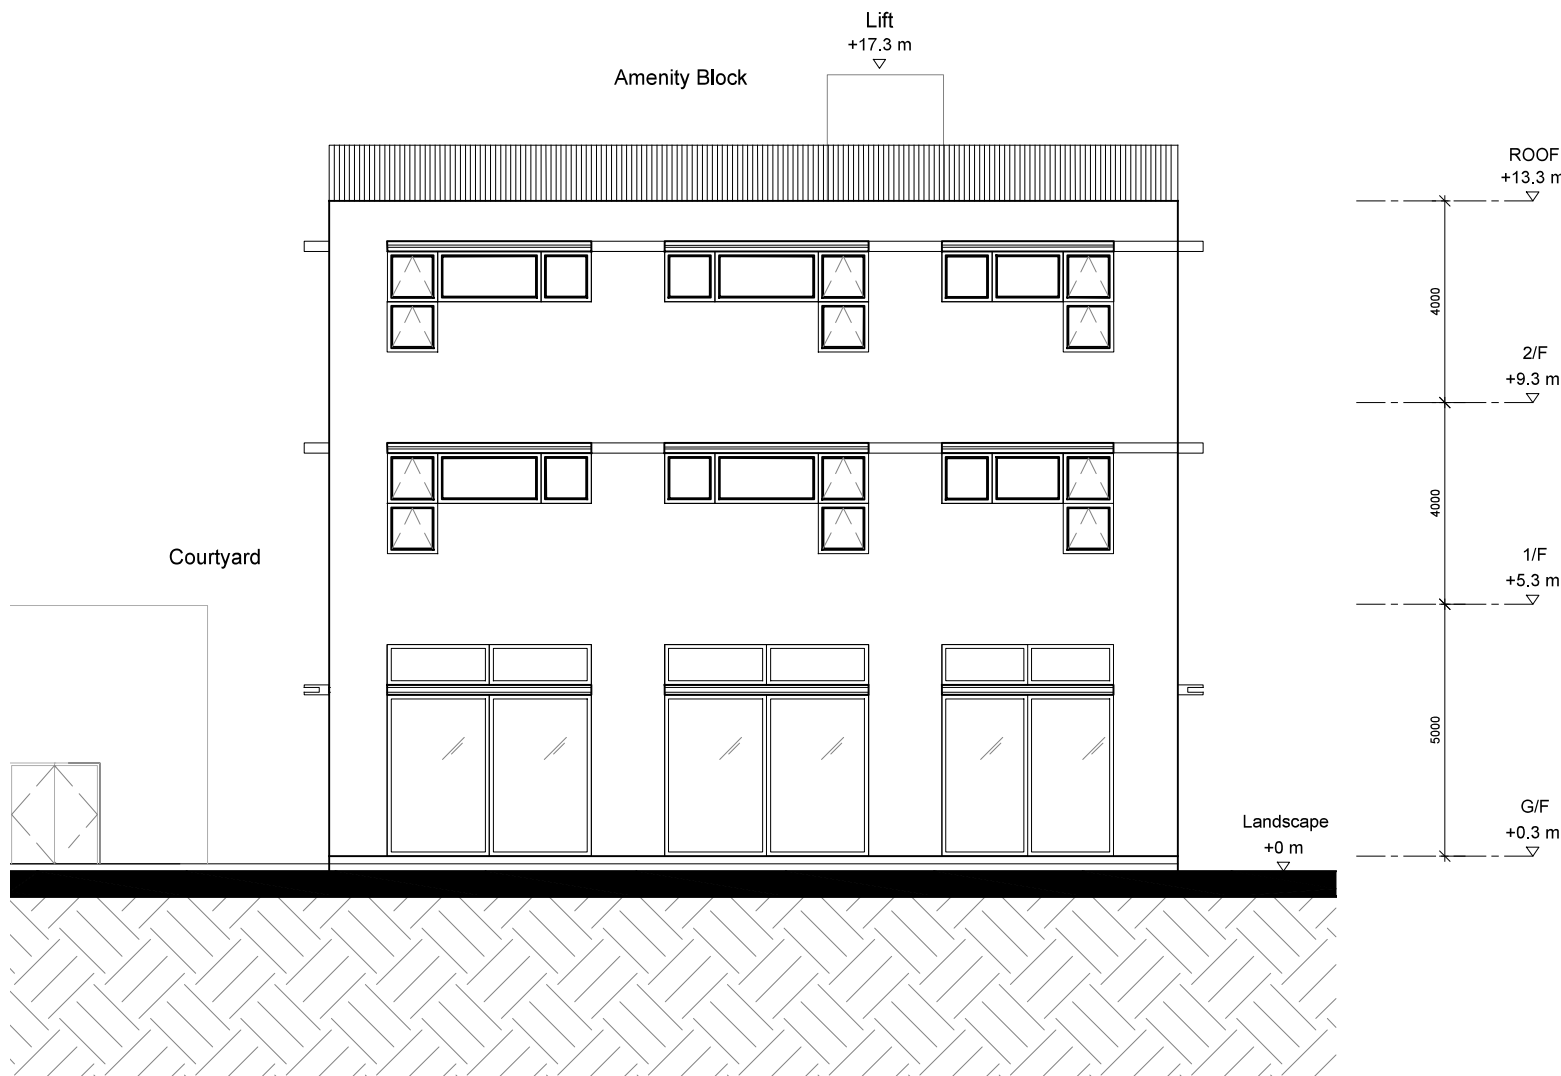 Lift
+17.3 m
Amenity Block
ROOF
+13.3 m
4000
2/F
+9.3 m
4000
Courtyard
1/F
+5.3 m
5000
Landscape
+0 m
G/F
+0.3 m